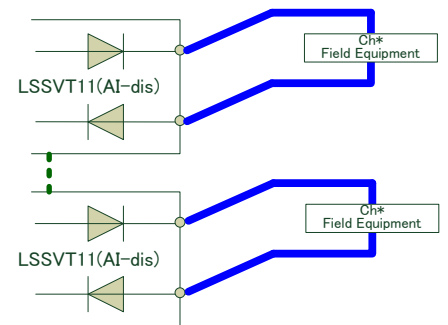 Ch*
Field Equipment
LSSVT11(AI-dis)
Ch*
Field Equipment
LSSVT11(AI-dis)